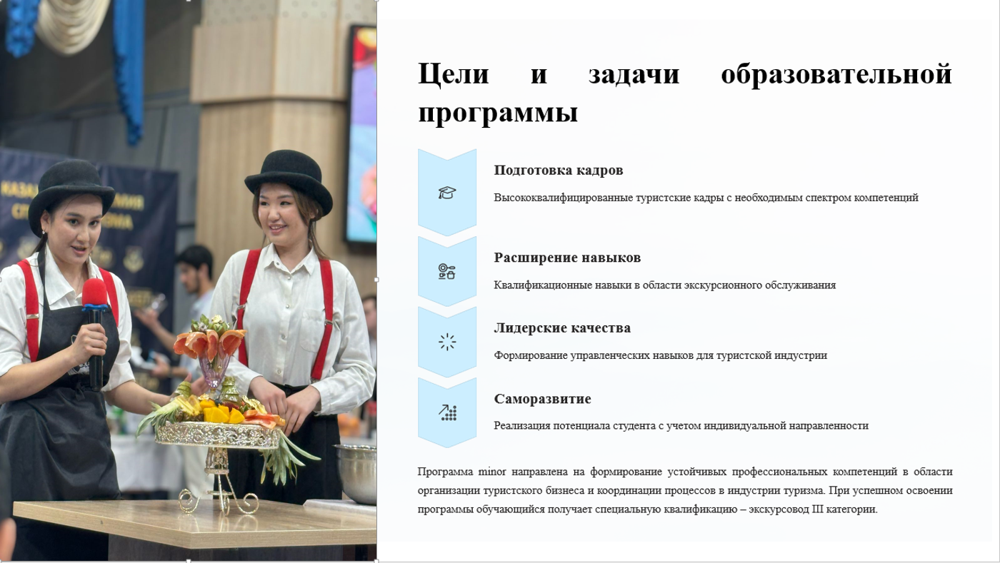 Цели и задачи образовательной
программы
Подготовка кадров
Высококвалифицированные туристские кадры с необходимым спектром компетенций
Расширение навыков
Квалификационные навыки в области экскурсионного обслуживания
Лидерские качества
Формирование управленческих навыков для туристской индустрии
Саморазвитие
Реализация потенциала студента с учетом индивидуальной направленности
Программа minor направлена на формирование устойчивых профессиональных компетенций в области
организации туристского бизнеса и координации процессов в индустрии туризма. При успешном освоении
программы обучающийся получает специальную квалификацию – экскурсовод III категории.